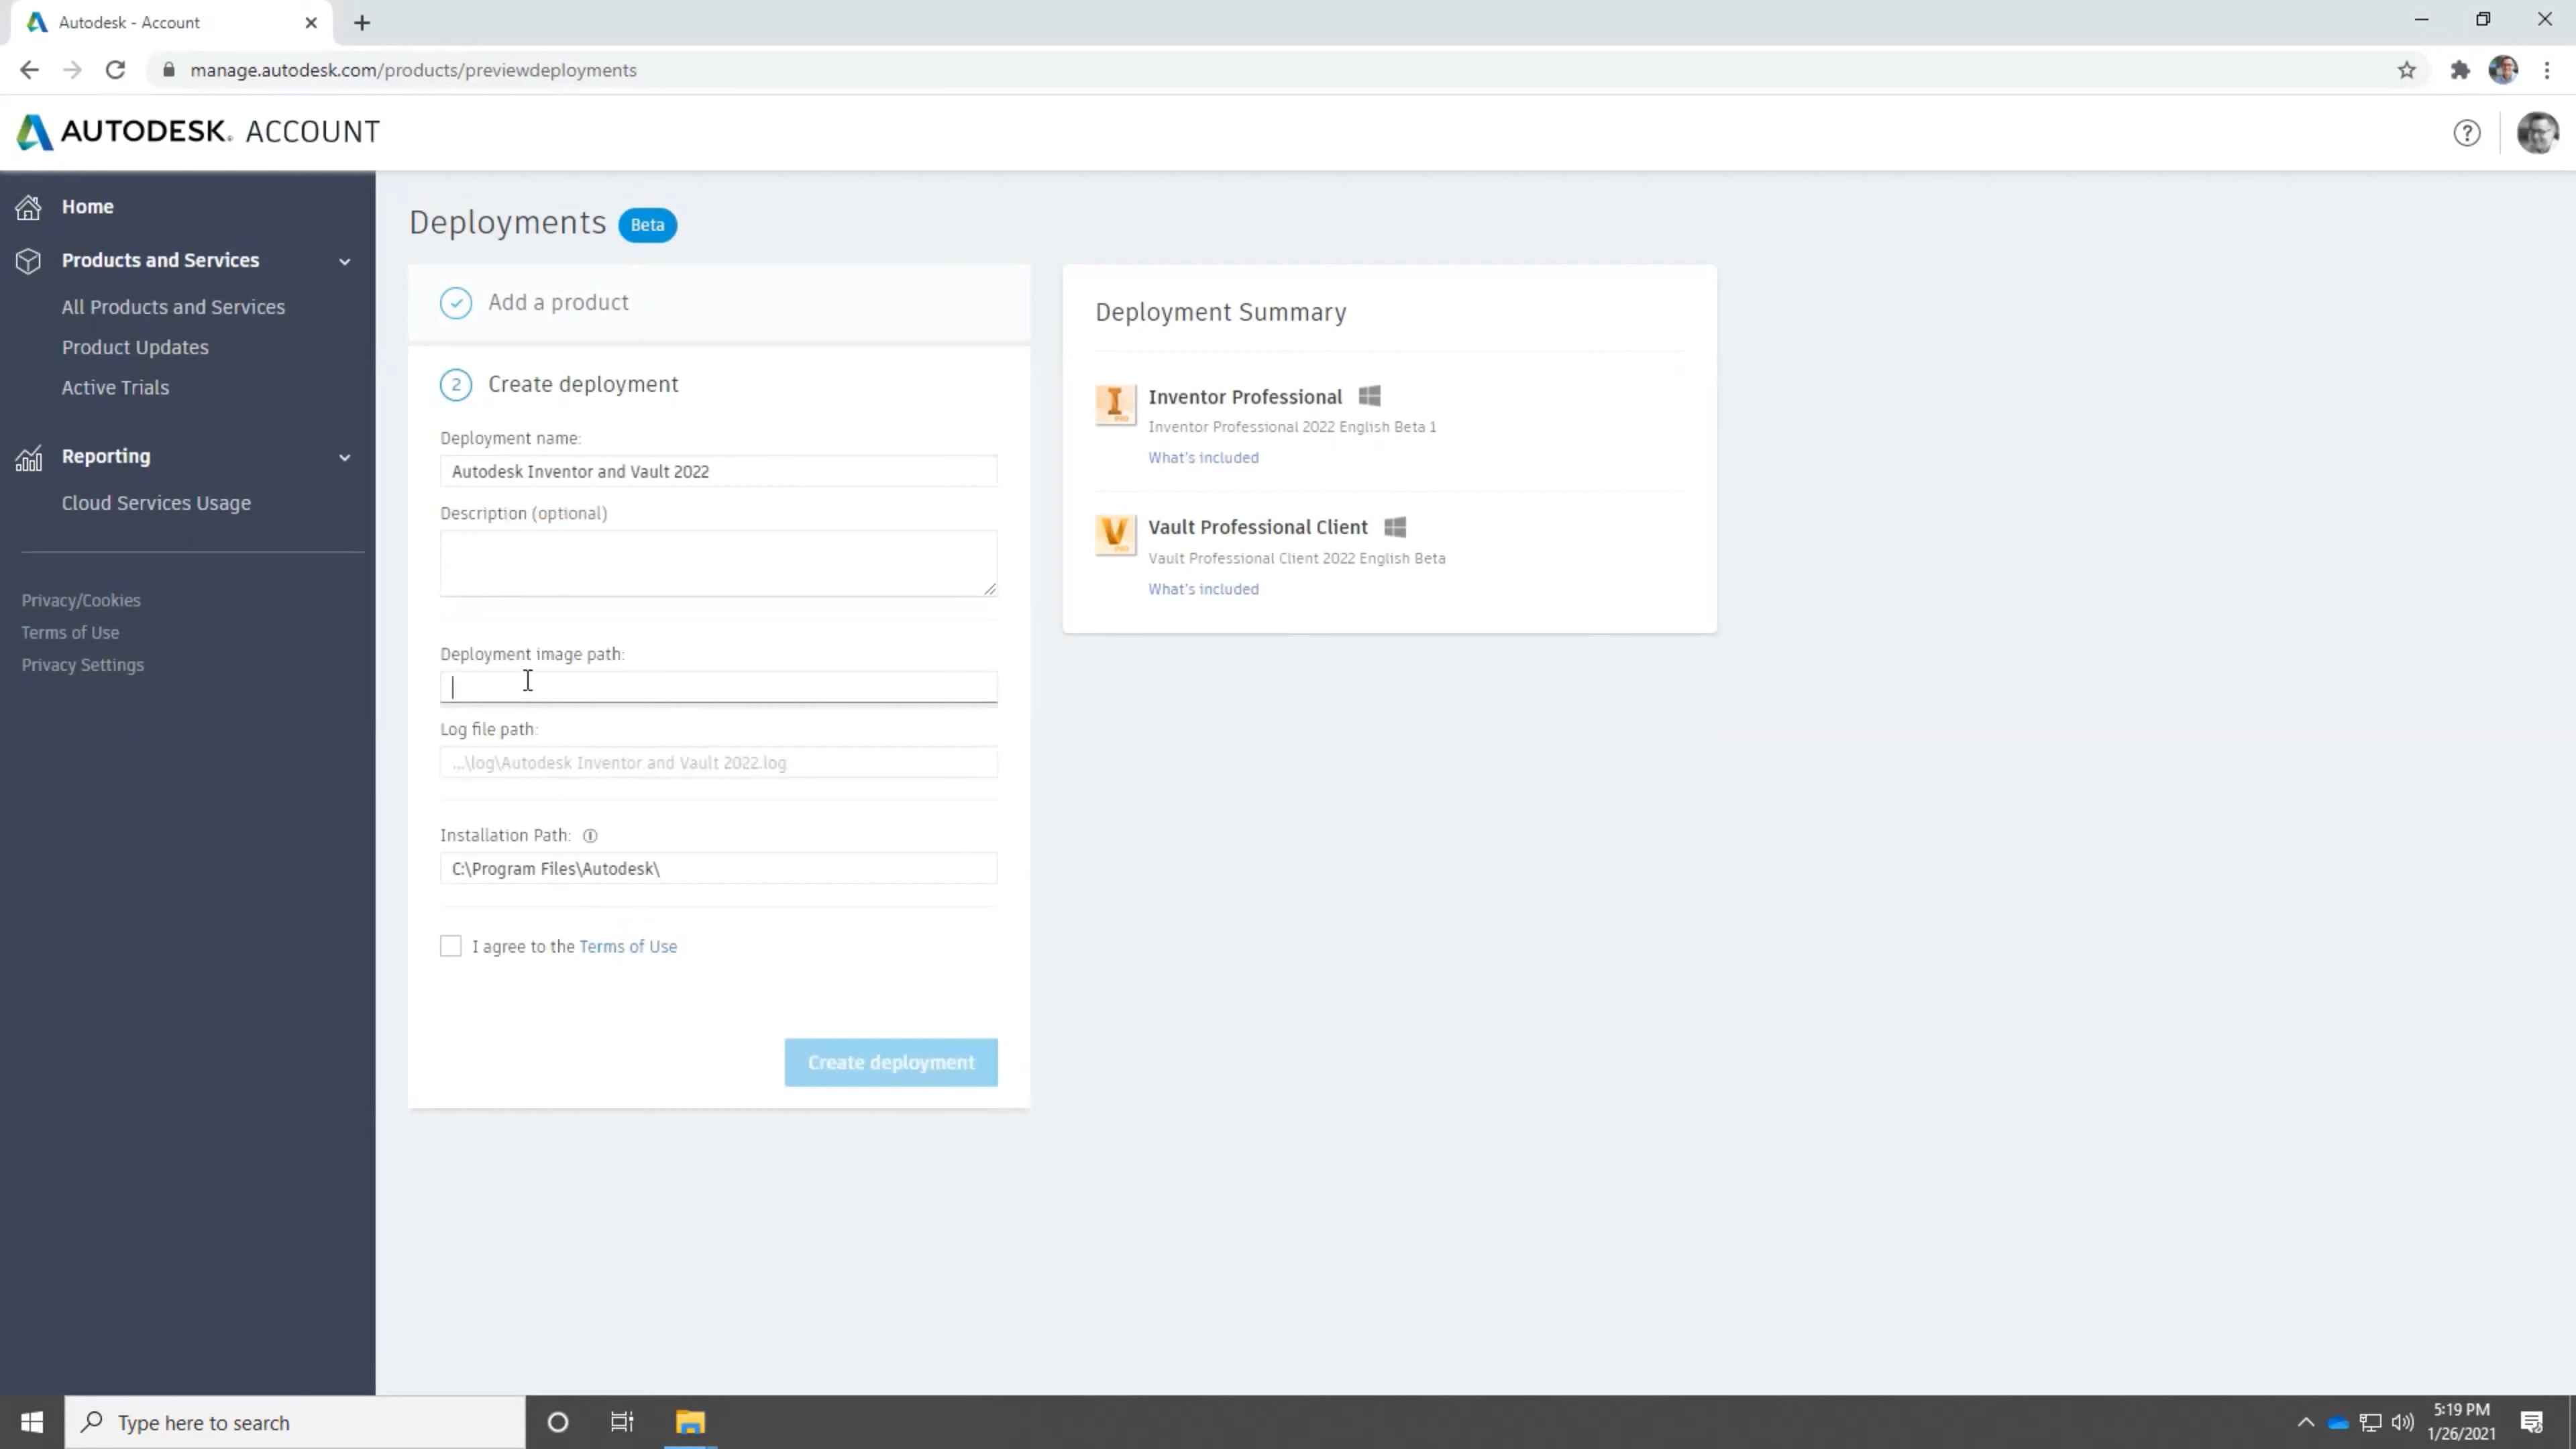 Autodesk - Account
manage.autodesk.com/products/previewdeployments
AUTODESK. ACCOUNT
Home
Products and Services
All Products and Services
Product Updates
Active Trials
Reporting
Cloud Services Usage
Privacy/Cookies
Terms of Use
Privacy Settings
Deployments Beta
Add a product
2 Create deployment
Deployment name:
Autodesk Inventor and Vault 2022
Description (optional)
Deployment image path:
Log file path:
...\log\Autodesk Inventor and Vault 2022.log
Installation Path:
C:\Program Files\Autodesk\
I agree to the Terms of Use
Create deployment
Deployment Summary
Inventor Professional
Inventor Professional 2022 English Beta 1
What's included
Vault Professional Client
Vault Professional Client 2022 English Beta
What's included
Type here to search
5:19 PM
1/26/2021